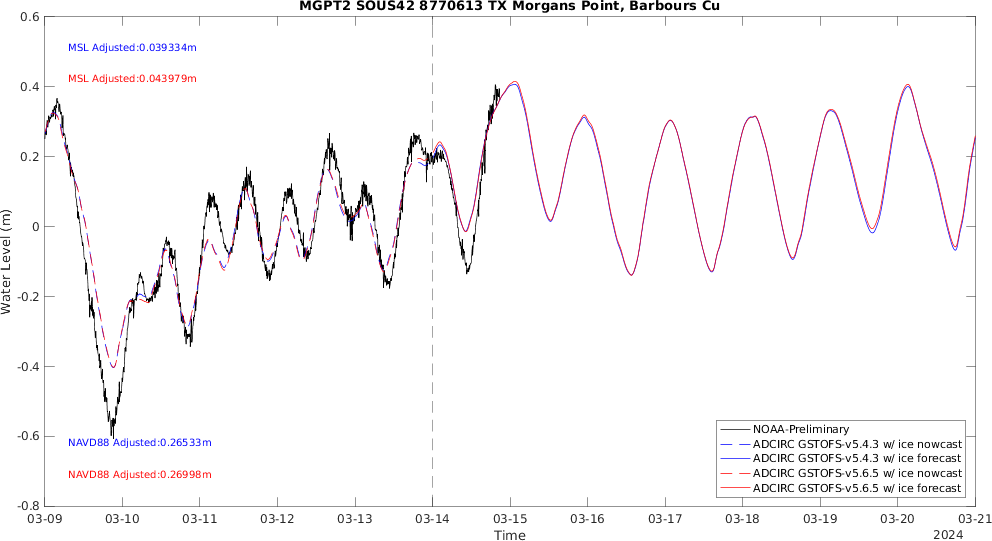 MGPT2 SOUS42 8770613 TX Morgans Point, Barbours Cu
MSL Adjusted:0.039334m
MSL Adjusted:0.043979m
NAVD88 Adjusted:0.26533m
NAVD88 Adjusted:0.26998m
Water Level (m)
0.6
0.4
0.2
0
-0.2
-0.4
-0.6
-0.8
NOAA-Preliminary
ADCIRC GSTOFS-v5.4.3 w/ ice nowcast
ADCIRC GSTOFS-v5.4.3 w/ ice forecast
ADCIRC GSTOFS-v5.6.5 w/ ice nowcast
ADCIRC GSTOFS-v5.6.5 w/ ice forecast
03-09 03-10 03-11 03-12 03-13 03-14 03-15 03-16 03-17 03-18 03-19 03-20 03-21
Time
2024